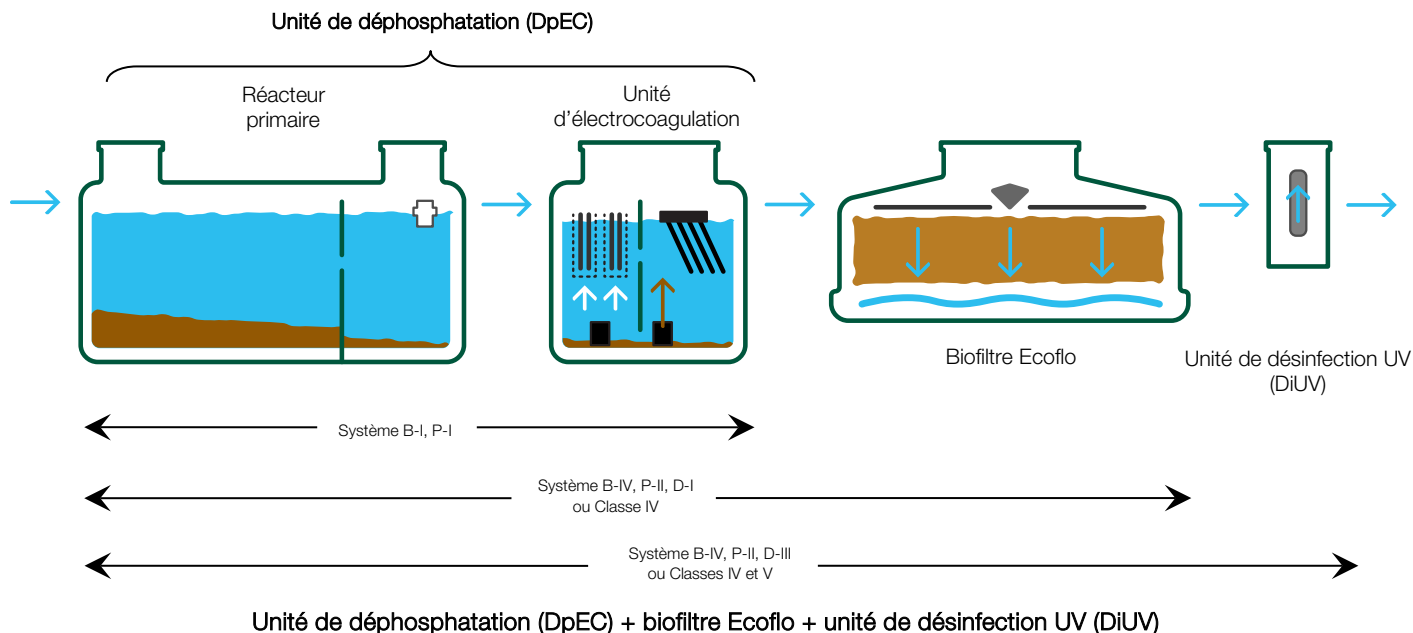 Unité de déphosphatation (DpEC)
Réacteur
primaire
Unité
d'électrocoagulation
Biofiltre Ecoflo
Unité de désinfection UV
(DiUV)
Système B-I, P-I
Système B-IV, P-II, D-I
ou Classe IV
Système B-IV, P-II, D-III
ou Classes IV et V
Unité de déphosphatation (DpEC) + biofiltre Ecoflo + unité de désinfection UV (DiUV)